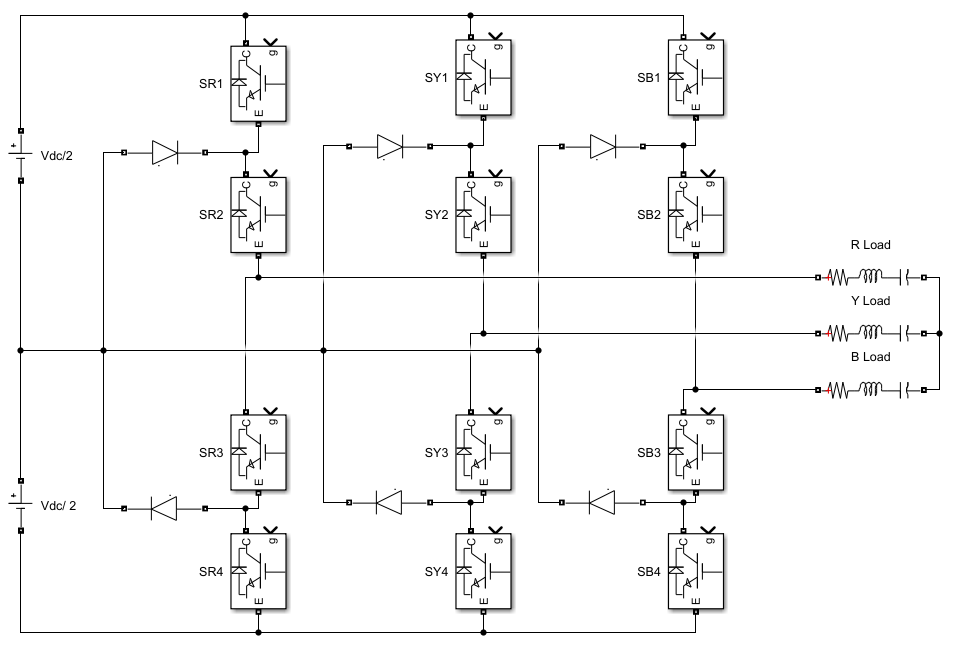 C
g
SR1
E
C
g
SY1
E
C
g
SB1
E
+
Vdc/2
C
g
SR2
E
C
g
SY2
E
C
g
SB2
E
R Load
+
Y Load
+
B Load
+
C
g
SR3
E
C
g
SY3
E
C
g
SB3
E
+
Vdc/ 2
C
g
SR4
E
C
g
SY4
E
C
g
SB4
E